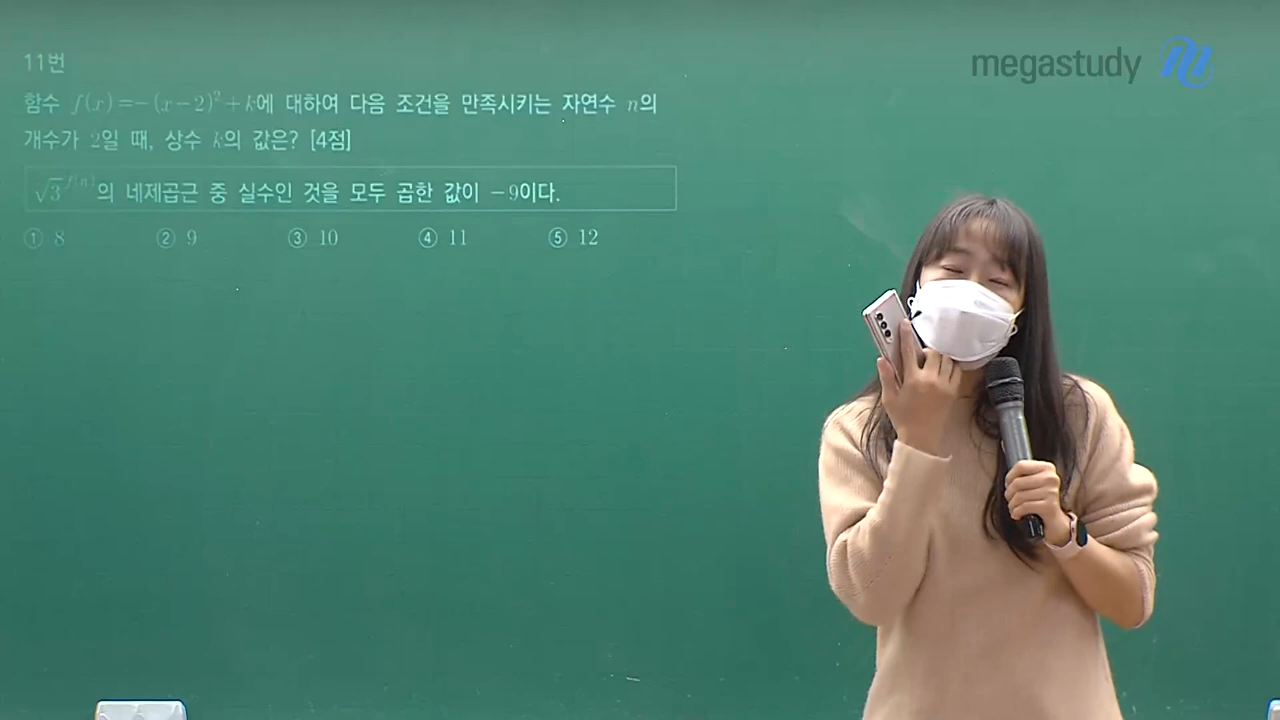 megastudy
11번
함수 f(x)=-(x-2)²+k에 대하여 다음 조건을 만족시키는 자연수 n의
개수가 2일 때, 상수 k의 값은? [4점]
√3^f(n)의 네제곱근 중 실수인 것을 모두 곱한 값이 -9이다.
① 8 ② 9 ③ 10 ④ 11 ⑤ 12